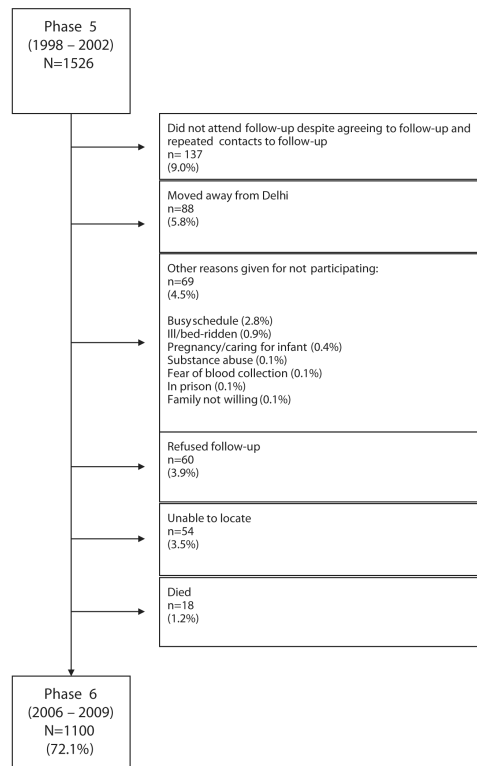 Phase 5
(1998 – 2002)
N=1526
Did not attend follow-up despite agreeing to follow-up and
repeated contacts to follow-up
n= 137
(9.0%)
Moved away from Delhi
n=88
(5.8%)
Other reasons given for not participating:
n=69
(4.5%)
Busy schedule (2.8%)
Ill/bed-ridden (0.9%)
Pregnancy/caring for infant (0.4%)
Substance abuse (0.1%)
Fear of blood collection (0.1%)
In prison (0.1%)
Family not willing (0.1%)
Refused follow-up
n=60
(3.9%)
Unable to locate
n=54
(3.5%)
Died
n=18
(1.2%)
Phase 6
(2006 – 2009)
N=1100
(72.1%)